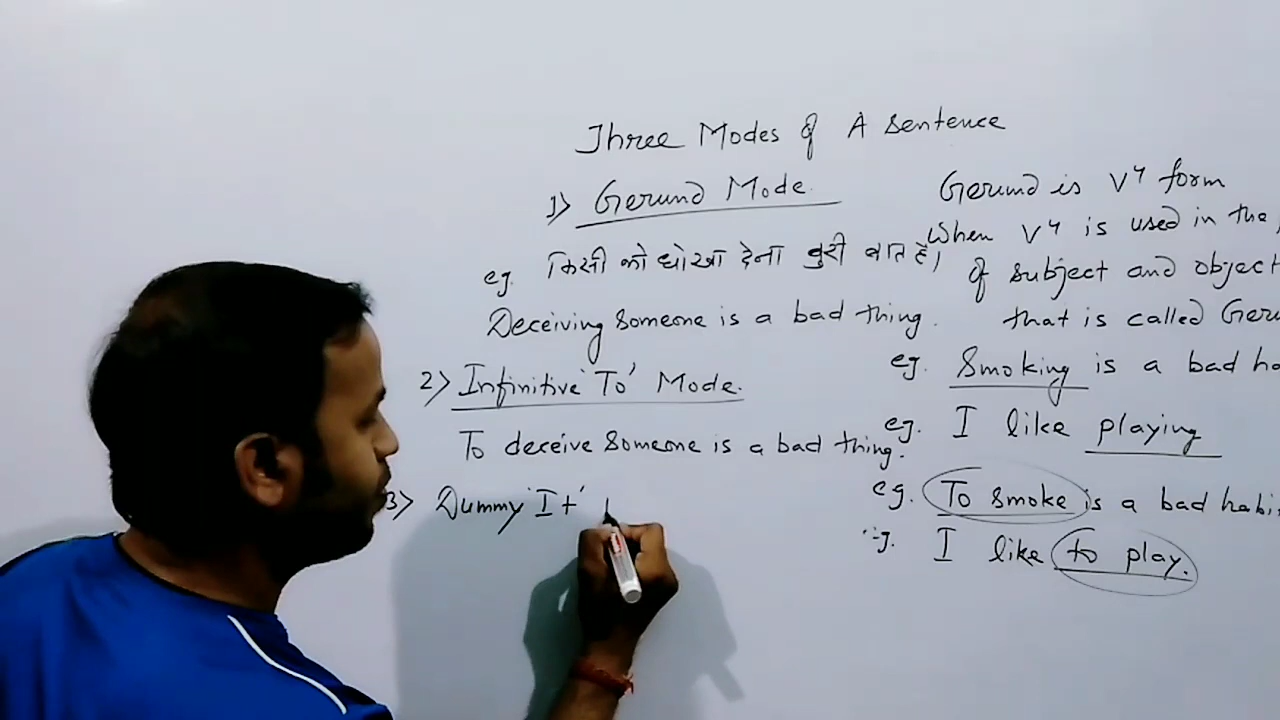 Three Modes of A Sentence
1) Gerund Mode.
eg. किसी को धोखा देना बुरी बात है।
Deceiving someone is a bad thing.
2) Infinitive 'To' Mode.
To deceive someone is a bad thing.
3) Dummy 'It'
Gerund is V4 form
When V4 is used in the
of subject and object
that is called
eg. Smoking is a bad
eg. I like playing
eg. To smoke is a bad
eg. I like to play.